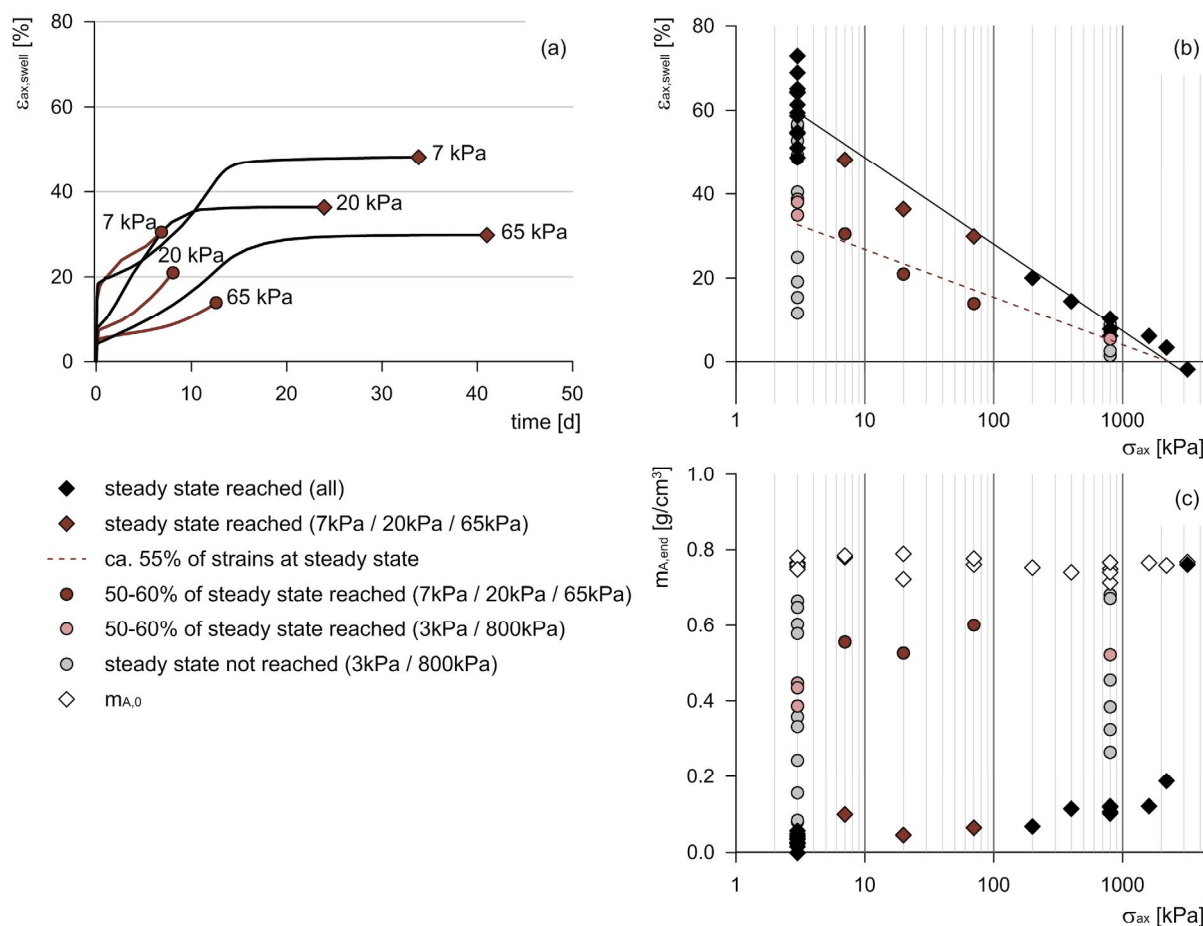 εax,swell [%]
(a)
80
60
40
20
0
7 kPa
20 kPa
65 kPa
7 kPa
20 kPa
65 kPa
0 10 20 30 40 50
time [d]
εax,swell [%]
(b)
80
60
40
20
0
1 10 100 1000
σax [kPa]
steady state reached (all)
steady state reached (7kPa / 20kPa / 65kPa)
ca. 55% of strains at steady state
50-60% of steady state reached (7kPa / 20kPa / 65kPa)
50-60% of steady state reached (3kPa / 800kPa)
steady state not reached (3kPa / 800kPa)
mA,0
mA,end [g/cm³]
(c)
1.0
0.8
0.6
0.4
0.2
0.0
1 10 100 1000
σax [kPa]